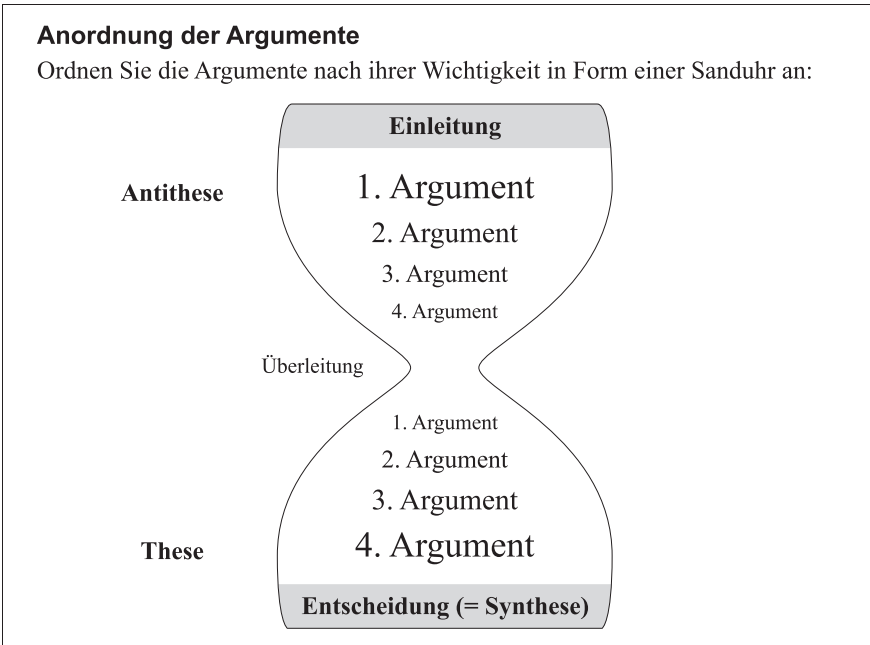 Anordnung der Argumente
Ordnen Sie die Argumente nach ihrer Wichtigkeit in Form einer Sanduhr an:
Einleitung
Antithese
1. Argument
2. Argument
3. Argument
4. Argument
Überleitung
1. Argument
2. Argument
3. Argument
These
4. Argument
Entscheidung (= Synthese)